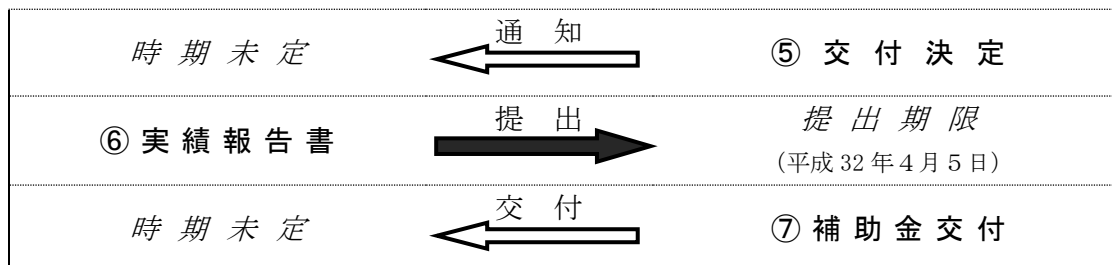 時期未定
通知
⑤交付決定
⑥実績報告書
提出
提出期限
(平成32年4月5日)
時期未定
交付
⑦補助金交付